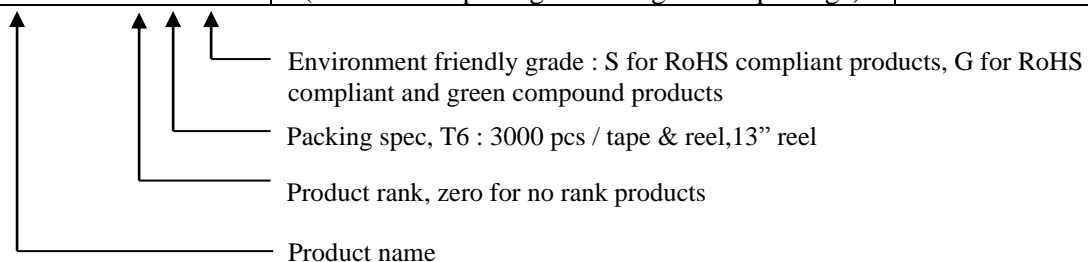 Environment friendly grade : S for RoHS compliant products, G for RoHS
compliant and green compound products
Packing spec, T6 : 3000 pcs / tape & reel,13” reel
Product rank, zero for no rank products
Product name